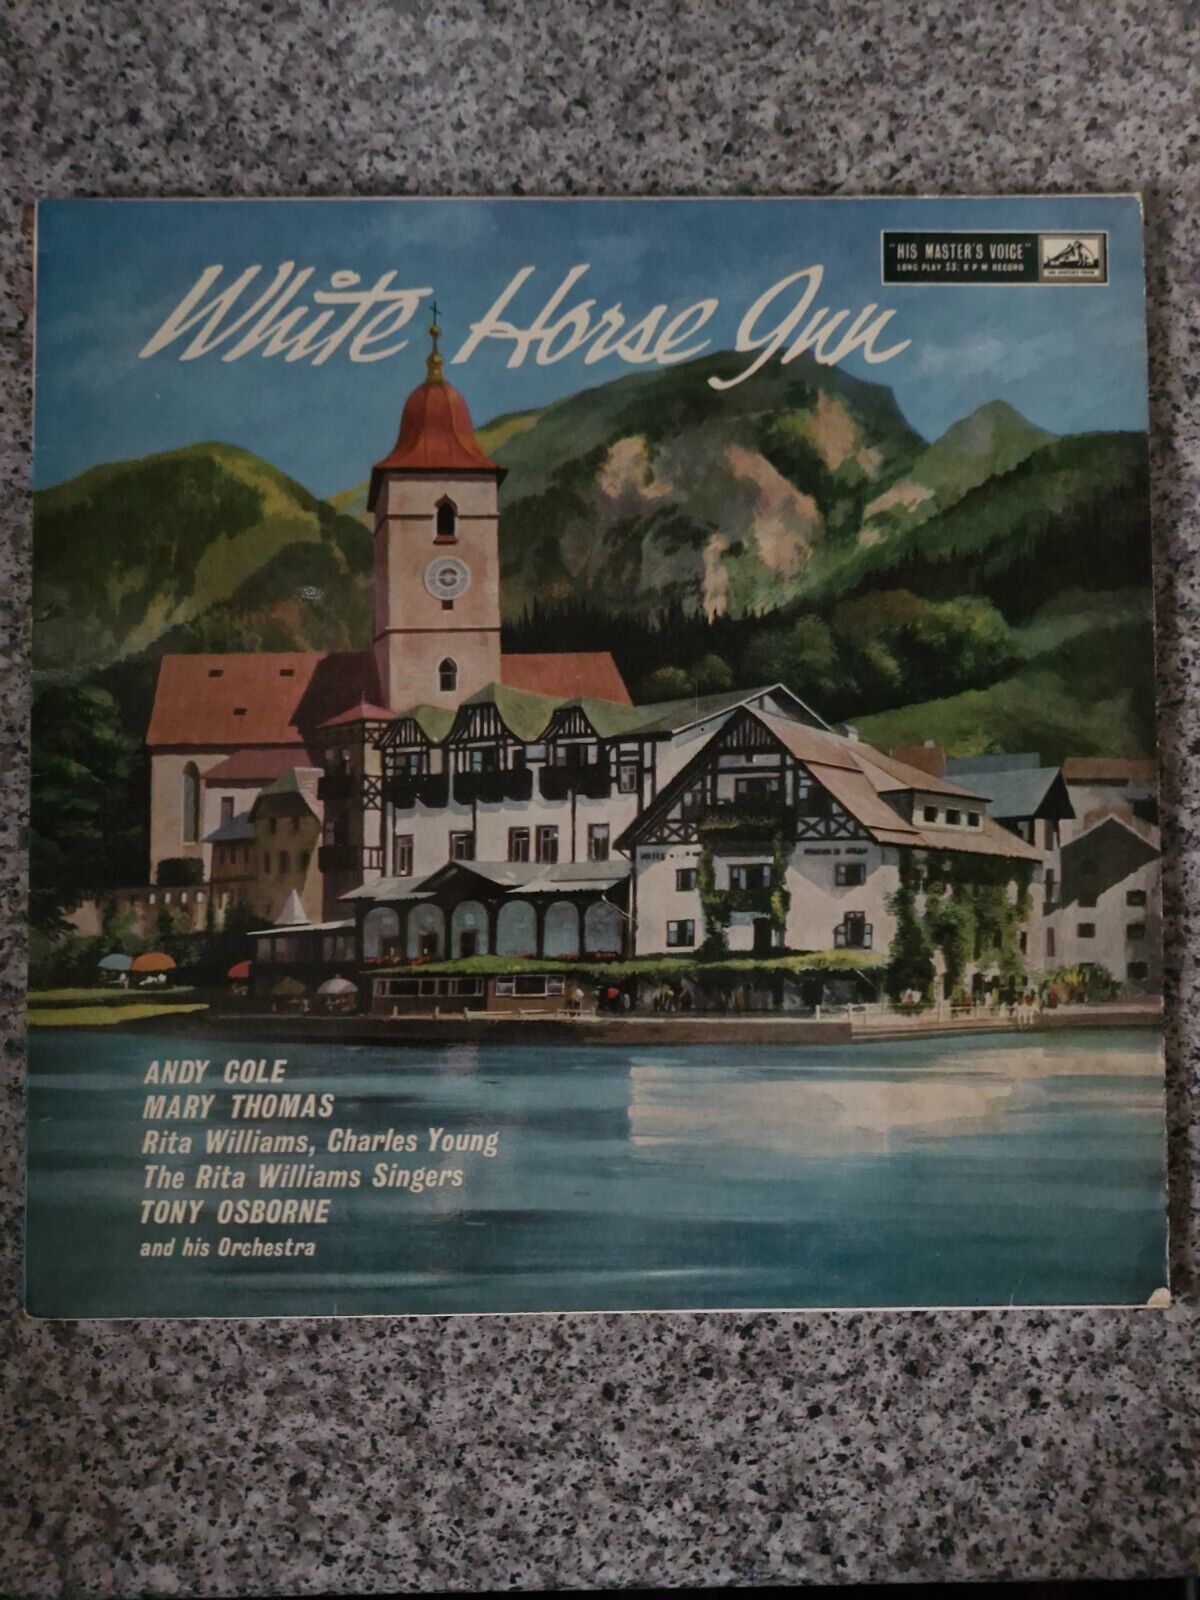 White Horse Inn
"HIS MASTER'S VOICE"
LONG PLAY 33⅓ R P M RECORD
ANDY COLE
MARY THOMAS
Rita Williams, Charles Young
The Rita Williams Singers
TONY OSBORNE
and his Orchestra